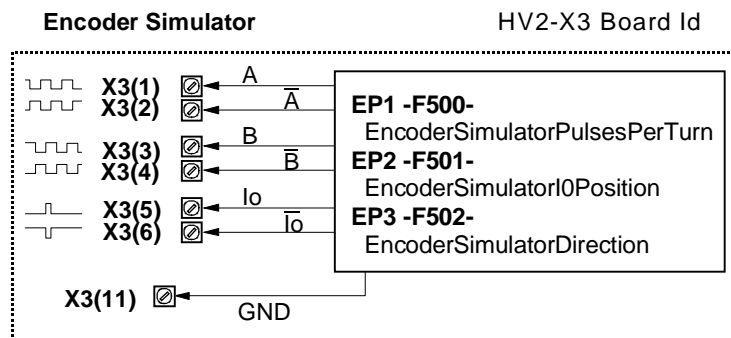 Encoder Simulator HV2-X3 Board Id
X3(1) A
X3(2) A̅
EP1 -F500-
EncoderSimulatorPulsesPerTurn
X3(3) B
X3(4) B̅
EP2 -F501-
EncoderSimulatorI0Position
X3(5) Io
X3(6) I̅o̅
EP3 -F502-
EncoderSimulatorDirection
X3(11) GND